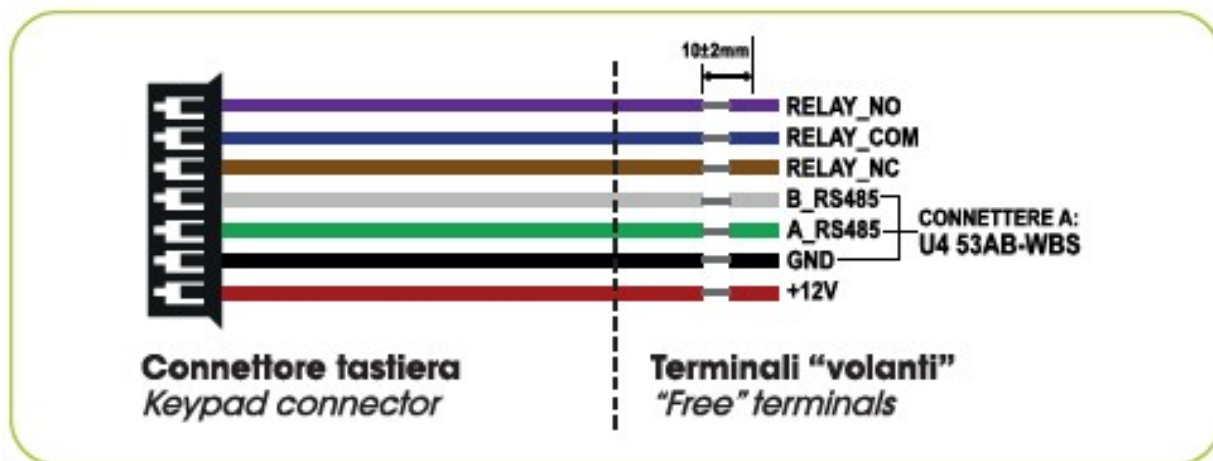 10±2mm
RELAY_NO
RELAY_COM
RELAY_NC
B_RS485
A_RS485
GND
+12V
CONNETTERE A:
U4 53AB-WBS
Connettore tastiera
Keypad connector
Terminali “volanti”
“Free” terminals